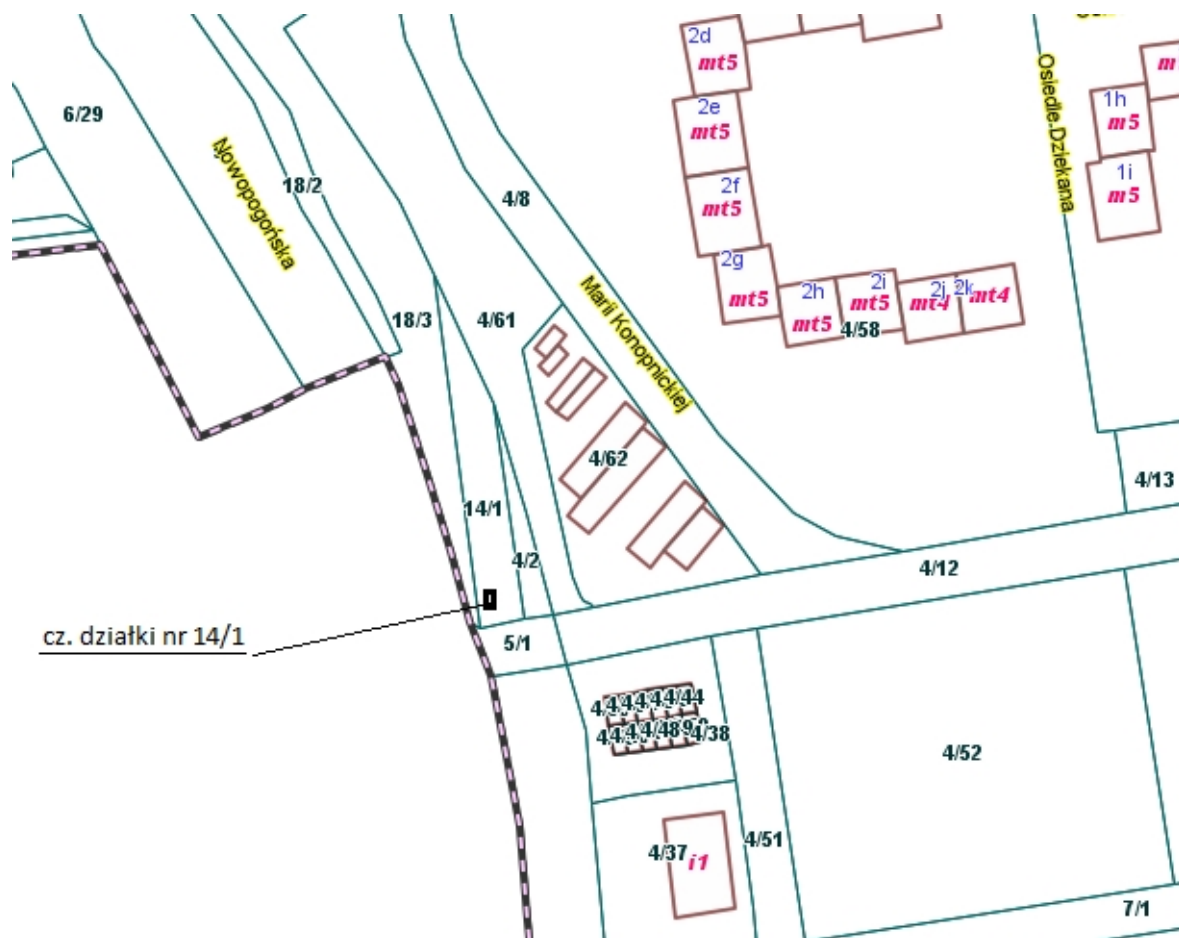 2d
mt5
6/29
2e
mt5
1h
m5
Nowopogońska
18/2
4/8
2f
mt5
Osiedle.Dziekana
1i
m5
2g
mt5
2h
mt5
2i
mt5
2j
mt4
2k
mt4
4/58
18/3
4/61
Marii Konopnickiej
4/62
4/13
14/1
4/2
4/12
cz. działki nr 14/1
5/1
4/44
4/38
4/52
4/37
i1
4/51
7/1